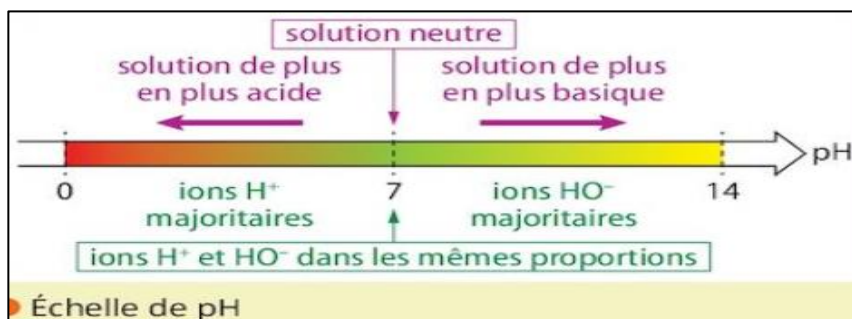 solution neutre
solution de plus
en plus acide
solution de plus
en plus basique
pH
0
7
14
ions H⁺
majoritaires
ions HO⁻
majoritaires
ions H⁺ et HO⁻ dans les mêmes proportions
Échelle de pH